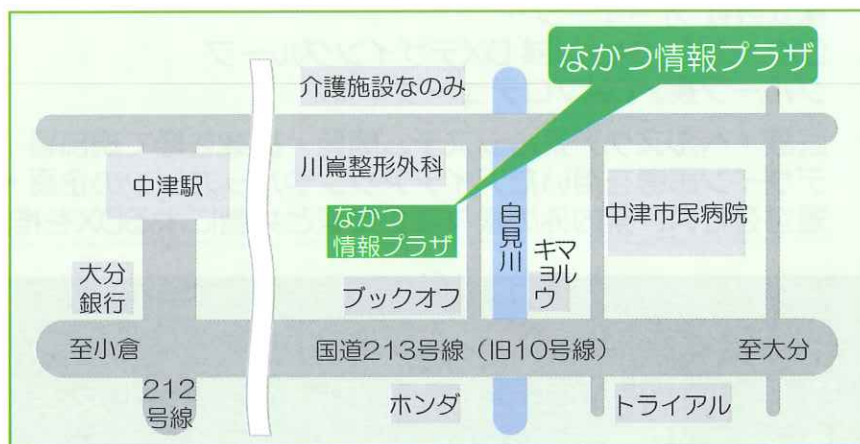 なかつ情報プラザ
介護施設なのみ
川嶌整形外科
中津駅
なかつ
情報プラザ
自見川
中津市民病院
マルショク
大分
銀行
ブックオフ
至小倉
国道213号線（旧10号線）
至大分
212
号線
ホンダ
トライアル